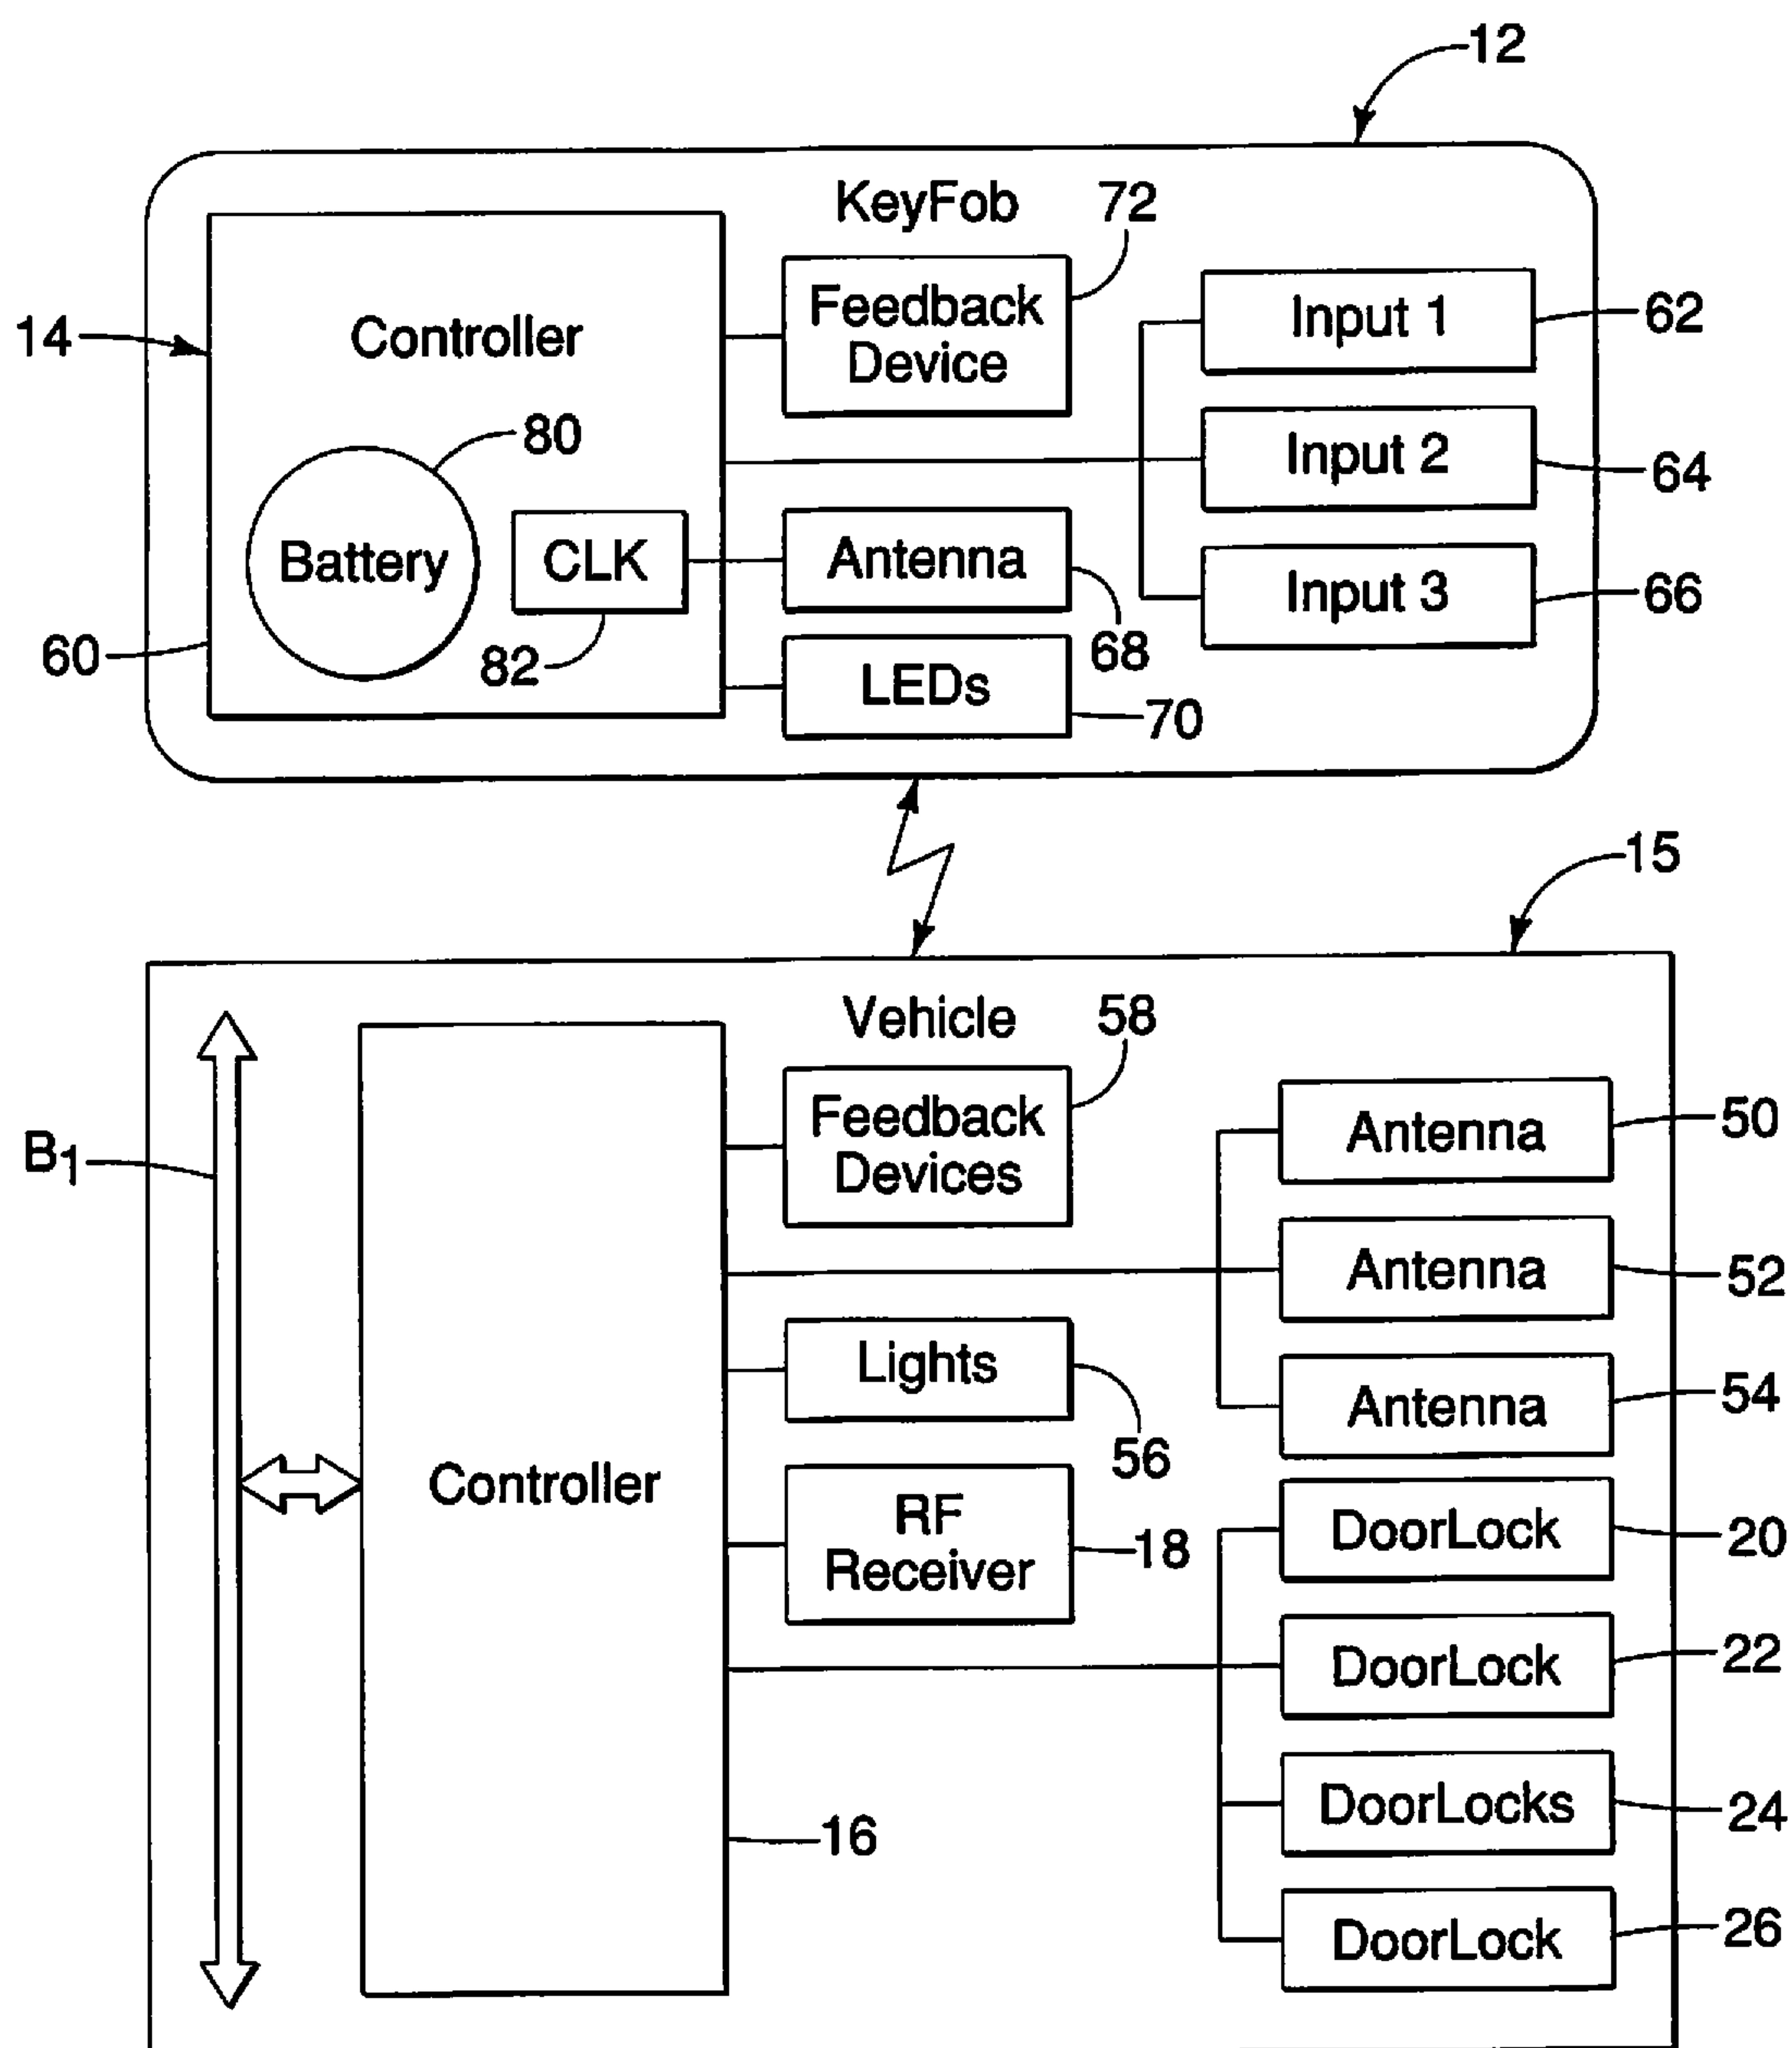 12
KeyFob
72
Feedback
Device
Input 1
62
14
Controller
80
Input 2
64
Battery
CLK
Antenna
Input 3
66
60
82
68
LEDs
70
15
Vehicle
58
Feedback
Devices
Antenna
50
B1
Antenna
52
Lights
56
Antenna
54
Controller
RF
Receiver
18
DoorLock
20
DoorLock
22
16
DoorLocks
24
DoorLock
26